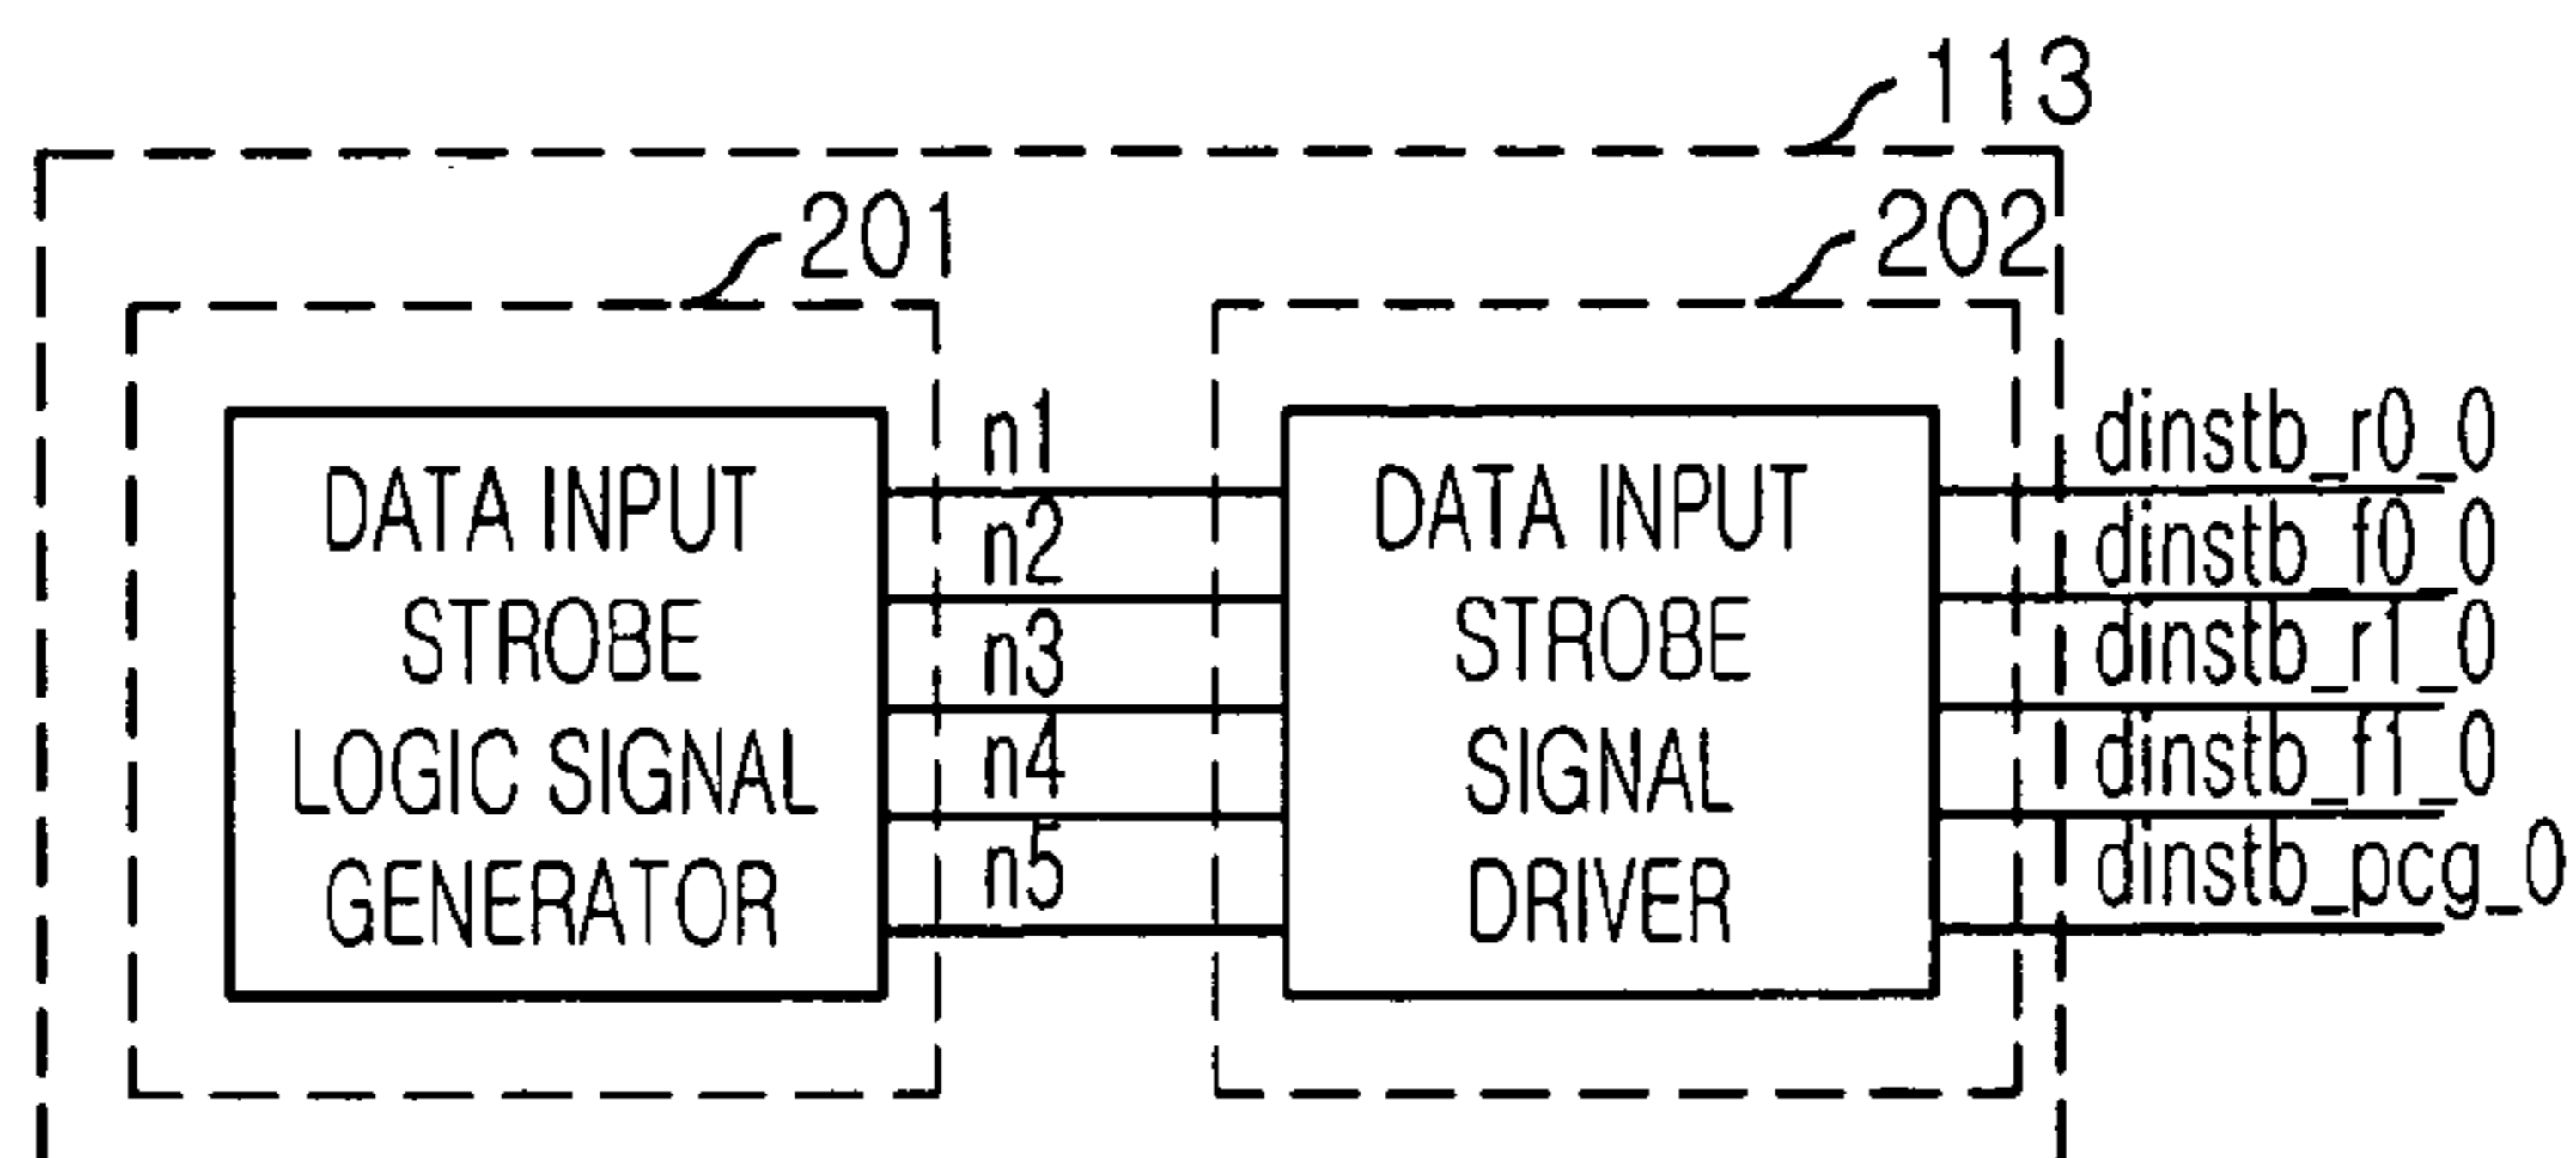 113
201
202
DATA INPUT
STROBE
LOGIC SIGNAL
GENERATOR
n1
n2
n3
n4
n5
DATA INPUT
STROBE
SIGNAL
DRIVER
dinstb_r0_0
dinstb_f0_0
dinstb_r1_0
dinstb_f1_0
dinstb_pcg_0